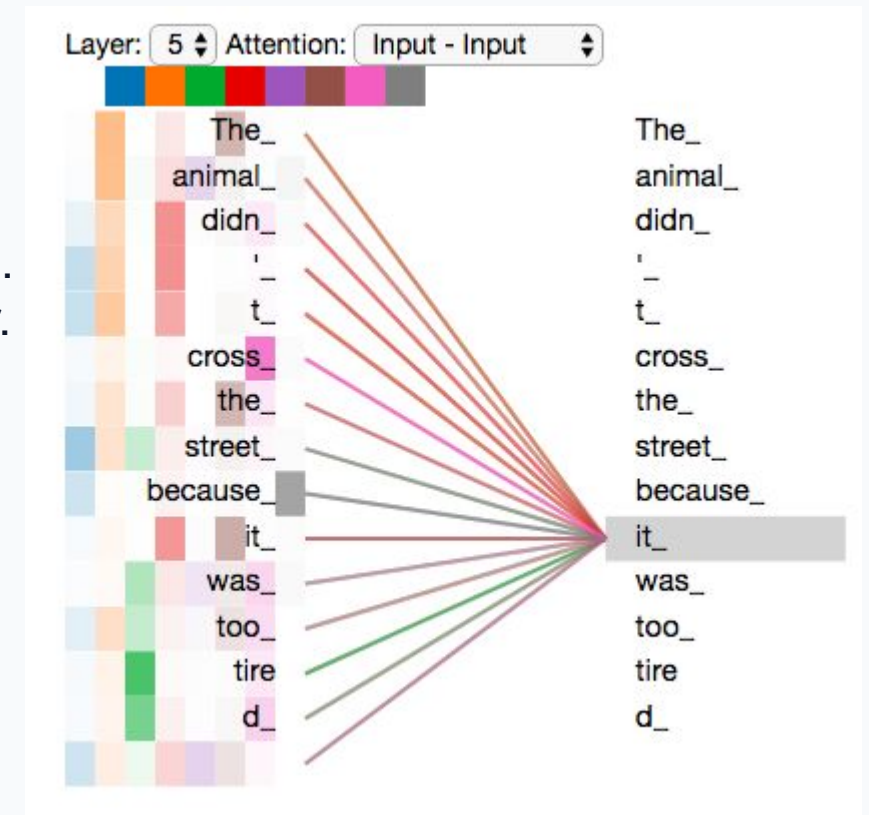 Layer: 5 Attention: Input - Input
The_ The_
animal_ animal_
didn_ didn_
'_ '_
t_ t_
cross_ cross_
the_ the_
street_ street_
because_ because_
it_ it_
was_ was_
too_ too_
tire tire
d_ d_